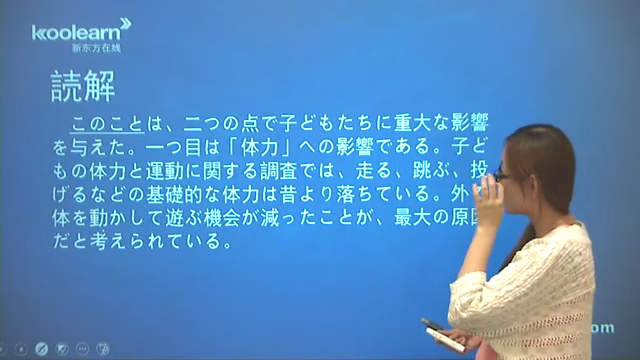 koolearn
新东方在线
読解
このことは、二つの点で子どもたちに重大な影響
を与えた。一つ目は「体力」への影響である。子ど
もの体力と運動に関する調査では、走る、跳ぶ、投
げるなどの基礎的な体力は昔より落ちている。外
体を動かして遊ぶ機会が減ったことが、最大の原因
だと考えられている。
om